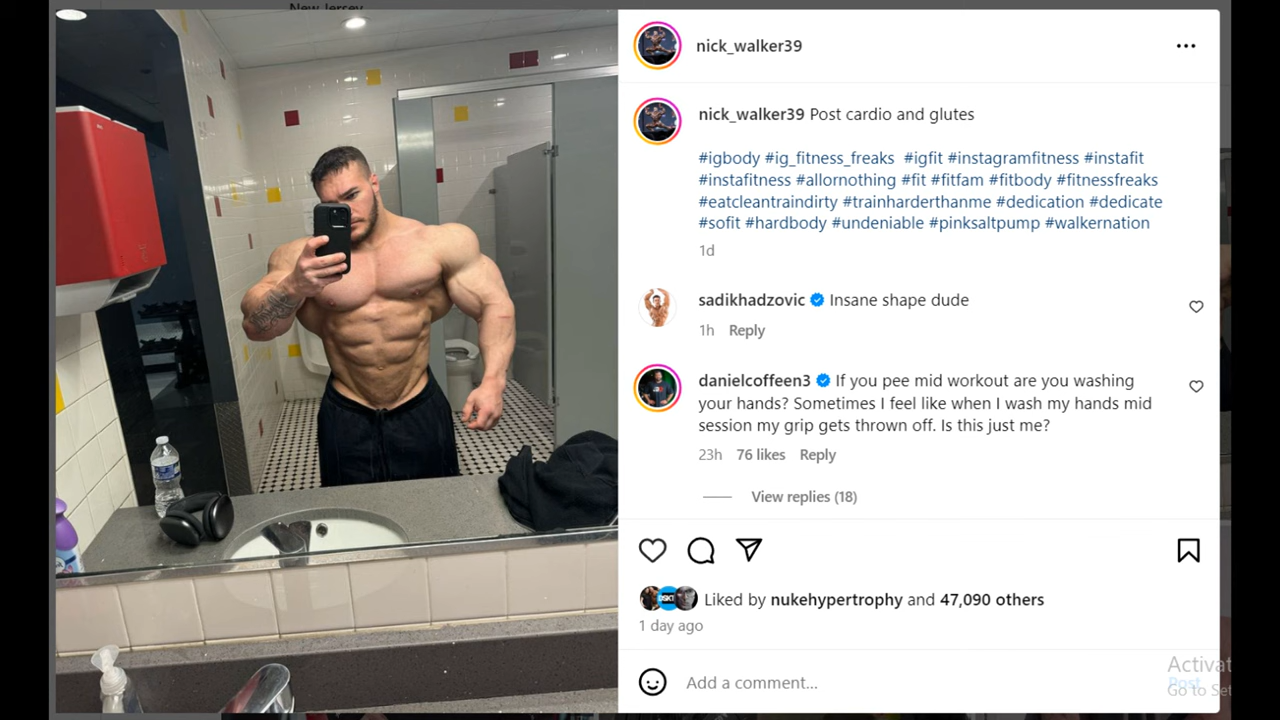 New Jersey
nick_walker39
nick_walker39 Post cardio and glutes
#igbody #ig_fitness_freaks #igfit #instagramfitness #instafit
#instafitness #allornothing #fit #fitfam #fitbody #fitnessfreaks
#eatcleantraindirty #trainharderthanme #dedication #dedicate
#sofit #hardbody #undeniable #pinksaltpump #walkernation
1d
sadikhadzovic Insane shape dude
1h Reply
danielcoffeen3 If you pee mid workout are you washing
your hands? Sometimes I feel like when I wash my hands mid
session my grip gets thrown off. Is this just me?
23h 76 likes Reply
View replies (18)
Liked by nukehypertrophy and 47,090 others
1 day ago
Add a comment...
Post
Activat
Go to Set